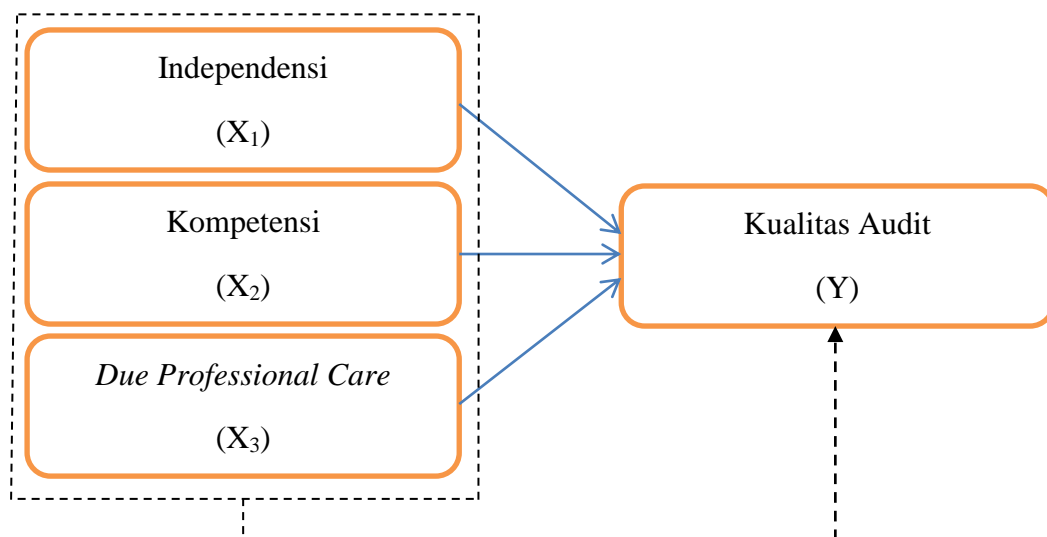 Independensi
(X₁)
Kompetensi
(X₂)
Due Professional Care
(X₃)
Kualitas Audit
(Y)